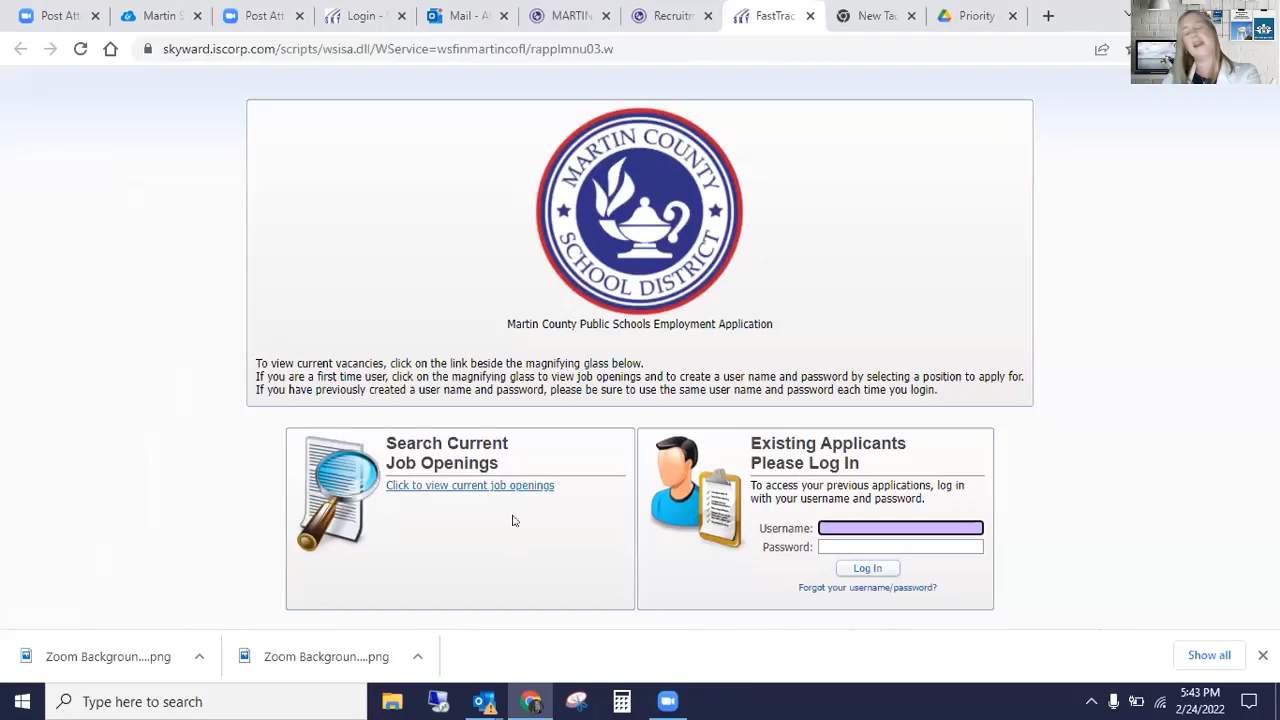 Post Att
Martin S
Post Att
Login -
Mail - A
MARTIN
Recruitm
FastTrac
New Ta
Priority
skyward.iscorp.com/scripts/wsisa.dll/WService=wsfinmartincofl/rapplmnu03.w
MARTIN COUNTY
SCHOOL DISTRICT
Martin County Public Schools Employment Application
To view current vacancies, click on the link beside the magnifying glass below.
If you are a first time user, click on the magnifying glass to view job openings and to create a user name and password by selecting a position to apply for.
If you have previously created a user name and password, please be sure to use the same user name and password each time you login.
Search Current
Job Openings
Click to view current job openings
Existing Applicants
Please Log In
To access your previous applications, log in
with your username and password.
Username:
Password:
Log In
Forgot your username/password?
Zoom Backgroun....png
Zoom Backgroun....png
Show all
Type here to search
5:43 PM
2/24/2022